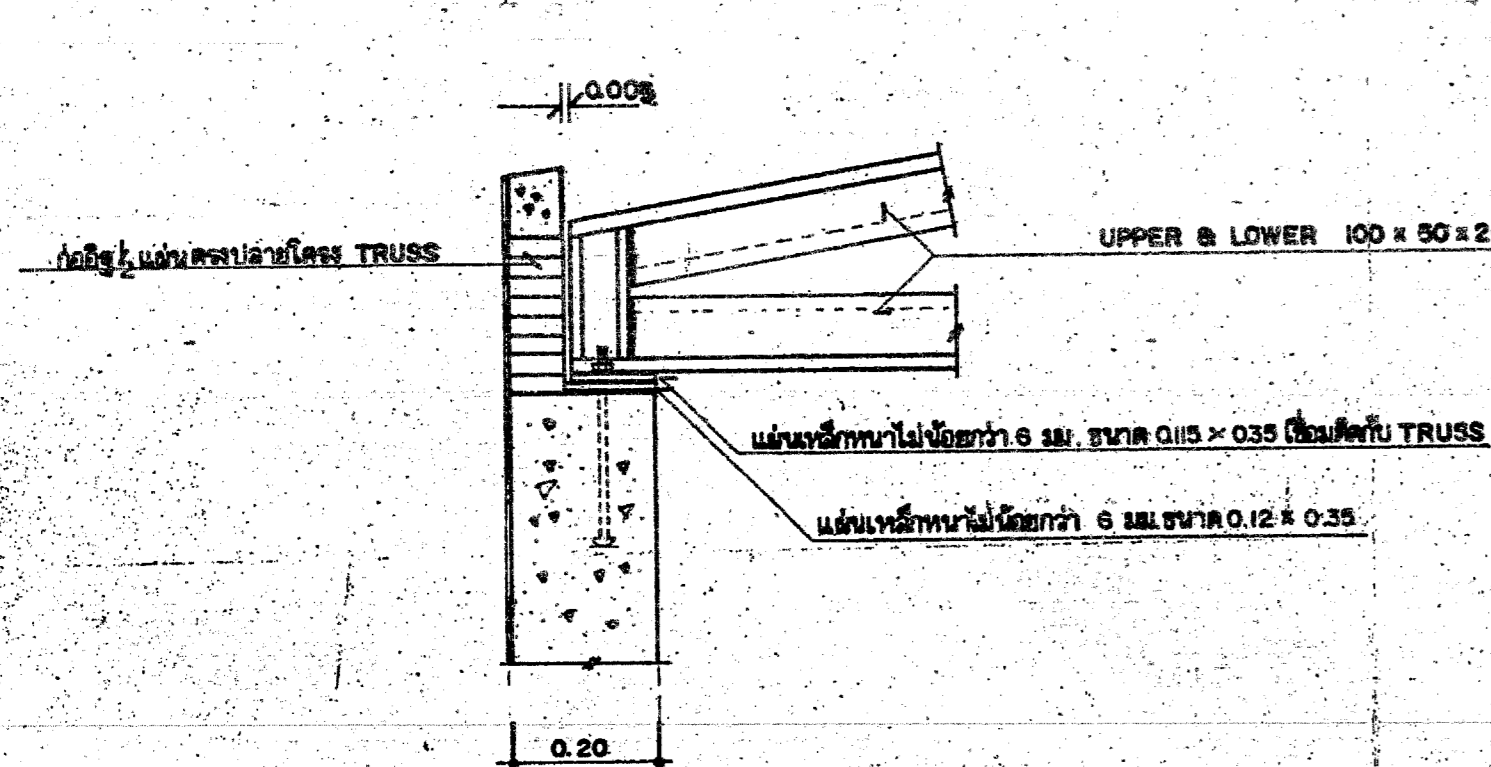 0.005
ก่ออิฐ ½ แผ่นตรงปลายโครง TRUSS
UPPER & LOWER 100 × 50 × 2
แผ่นเหล็กหนาไม่น้อยกว่า 6 มม. ขนาด 0.115 × 0.35 เชื่อมติดกับ TRUSS
แผ่นเหล็กหนาไม่น้อยกว่า 6 มม. ขนาด 0.12 × 0.35
0.20